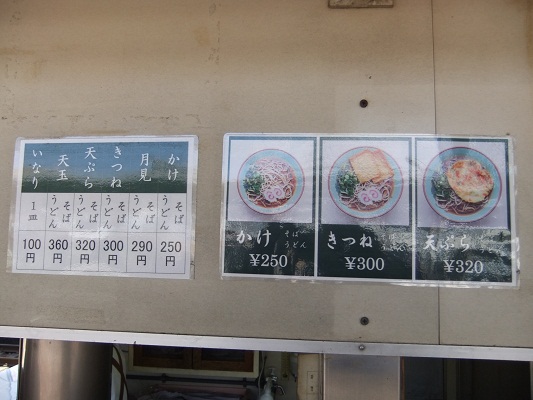 かけ そば うどん 250円
月見 そば うどん 290円
きつね そば うどん 300円
天ぷら そば うどん 320円
天玉 そば うどん 360円
いなり 1皿 100円
かけ そば うどん
¥250
きつね
¥300
天ぷら
¥320